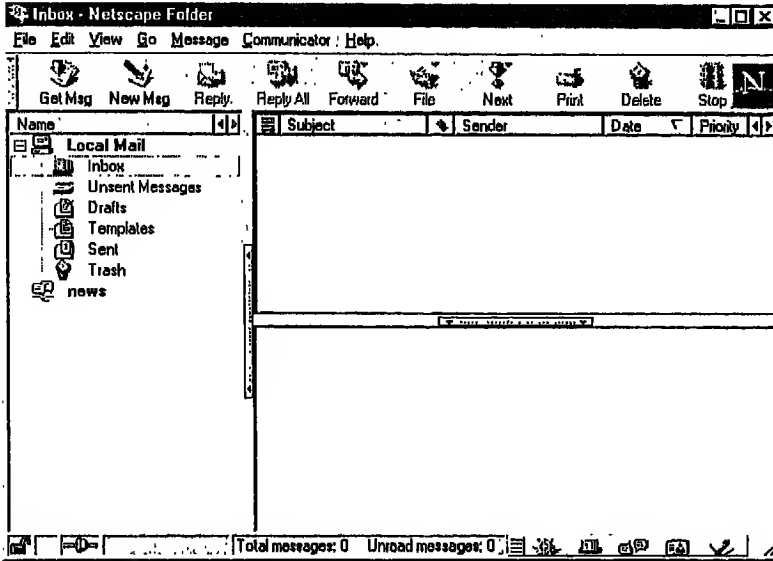 Inbox - Netscape Folder
File Edit View Go Message Communicator Help
Get Msg New Msg Reply Reply All Forward File Next Print Delete Stop N
Name Subject Sender Date Priority
Local Mail
Inbox
Unsent Messages
Drafts
Templates
Sent
Trash
news
Total messages: 0 Unread messages: 0